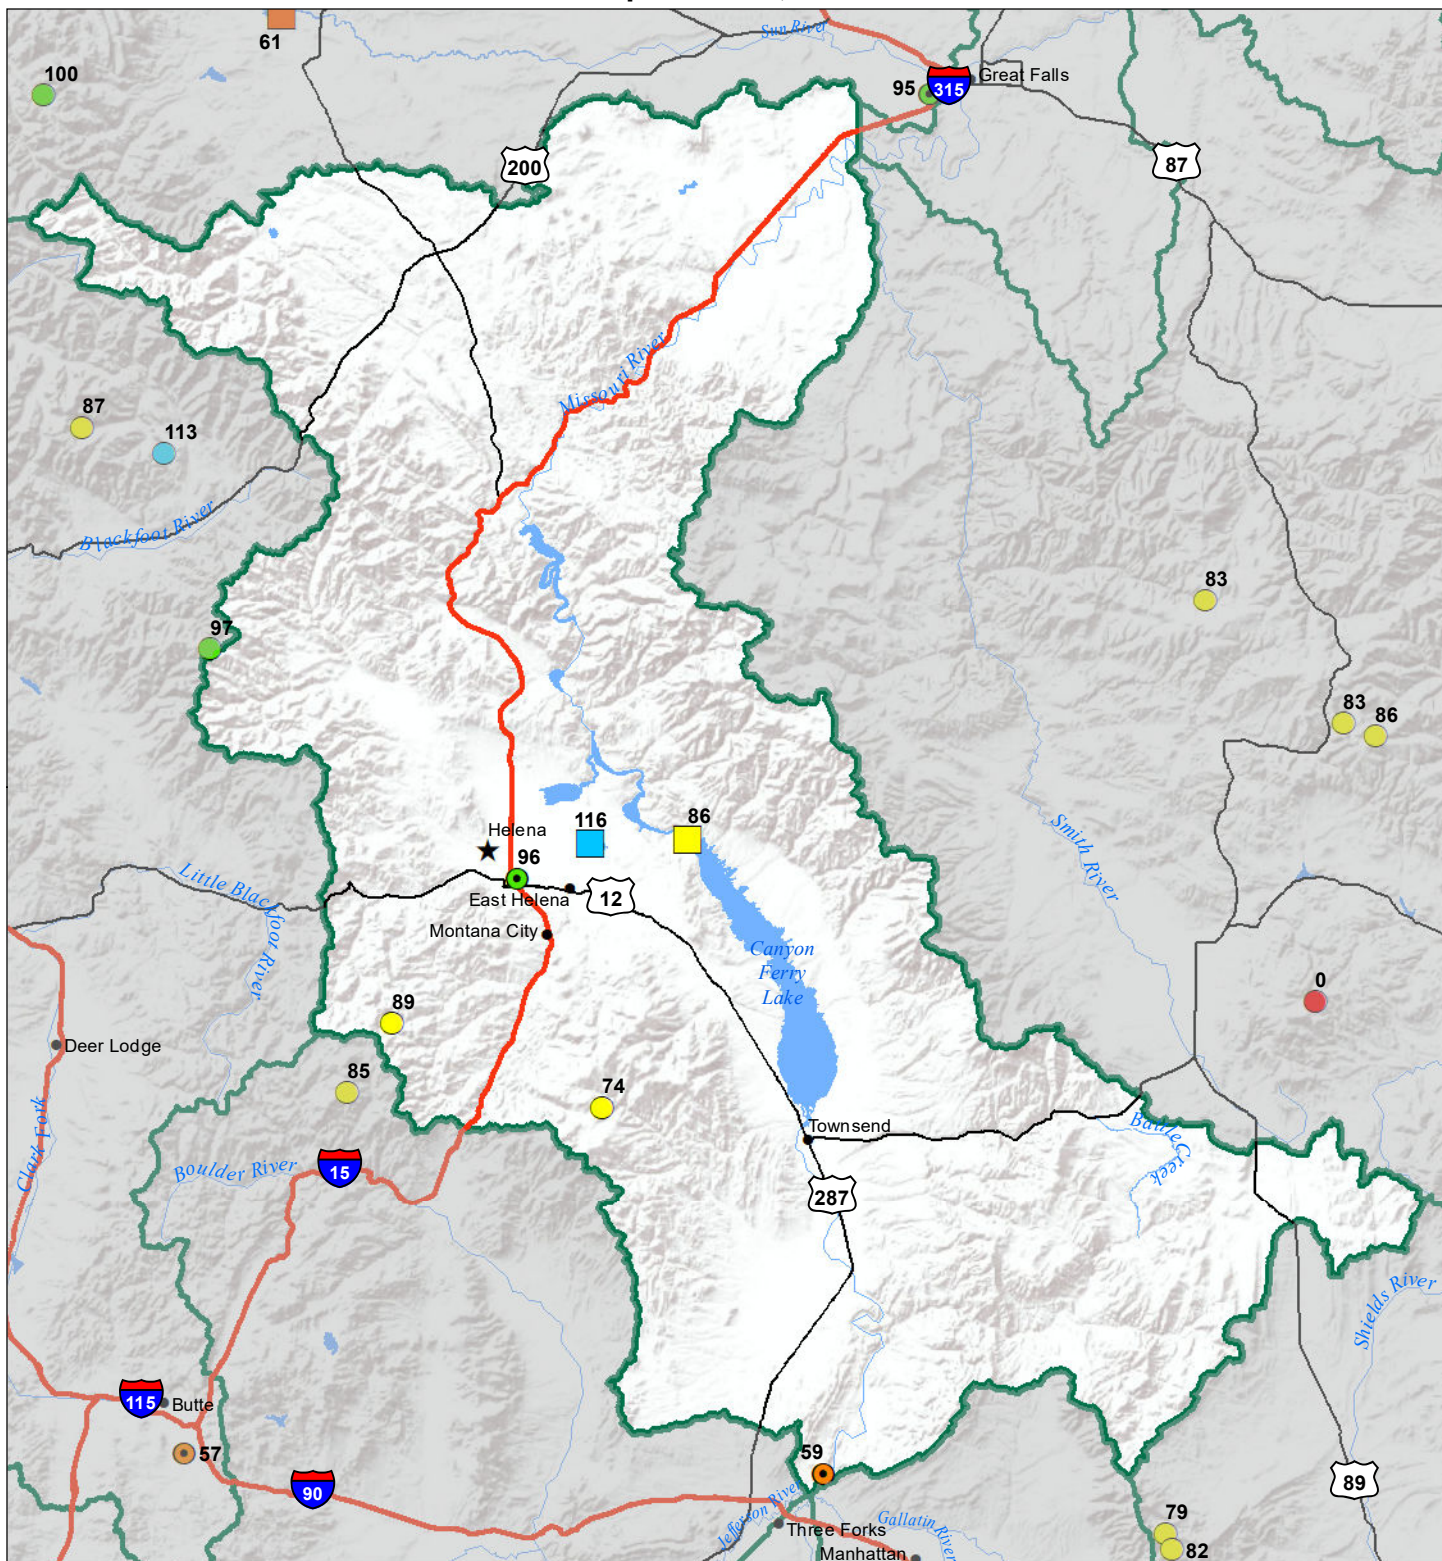 61
Sun River
100
95
315
Great Falls
200
87
Missouri River
87
113
Blackfoot River
83
97
83
86
Smith River
116
86
Helena
96
Little Blackfoot River
East Helena
12
Montana City
Canyon
Ferry
Lake
0
89
Deer Lodge
85
74
Clark Fork
Townsend
Battle Creek
Boulder River
15
287
Shields River
115
Butte
57
59
90
89
Jefferson River
Three Forks
Gallatin River
79
82
Manhattan